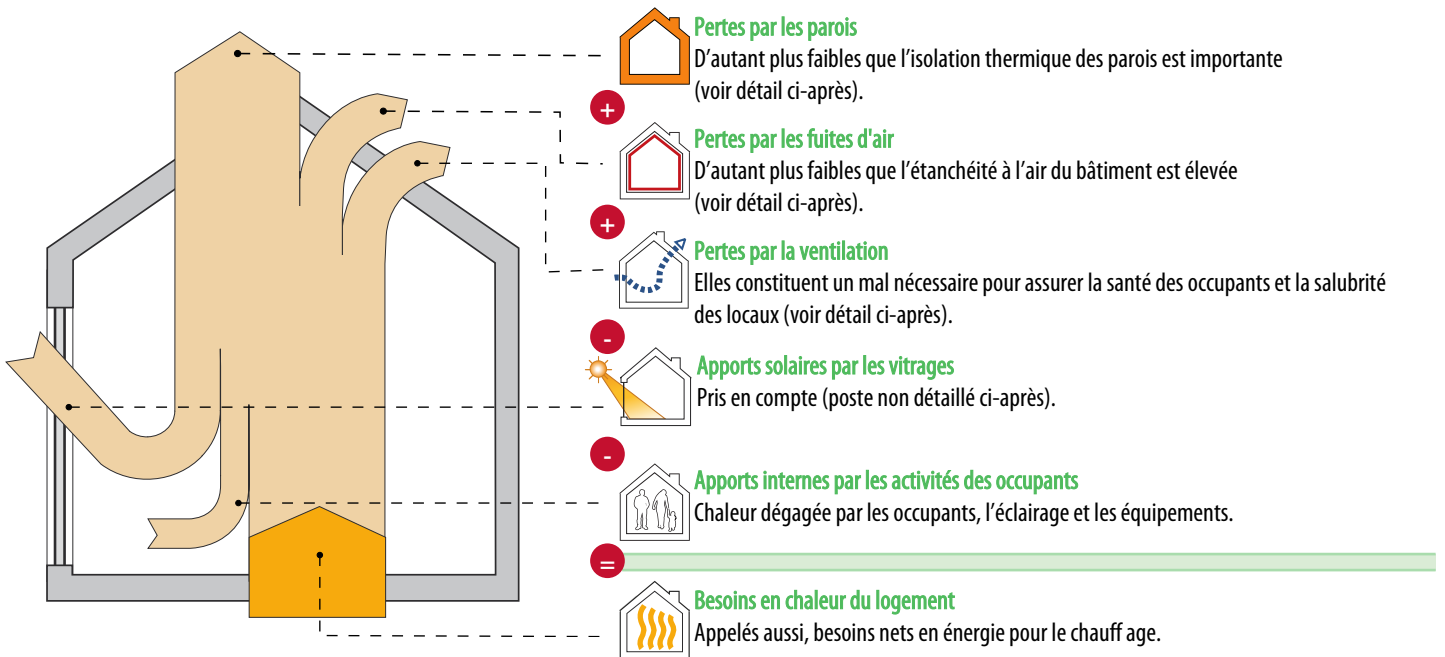 Pertes par les parois
D'autant plus faibles que l'isolation thermique des parois est importante
(voir détail ci-après).
+
Pertes par les fuites d'air
D'autant plus faibles que l'étanchéité à l'air du bâtiment est élevée
(voir détail ci-après).
+
Pertes par la ventilation
Elles constituent un mal nécessaire pour assurer la santé des occupants et la salubrité
des locaux (voir détail ci-après).
-
Apports solaires par les vitrages
Pris en compte (poste non détaillé ci-après).
-
Apports internes par les activités des occupants
Chaleur dégagée par les occupants, l'éclairage et les équipements.
=
Besoins en chaleur du logement
Appelés aussi, besoins nets en énergie pour le chauff age.